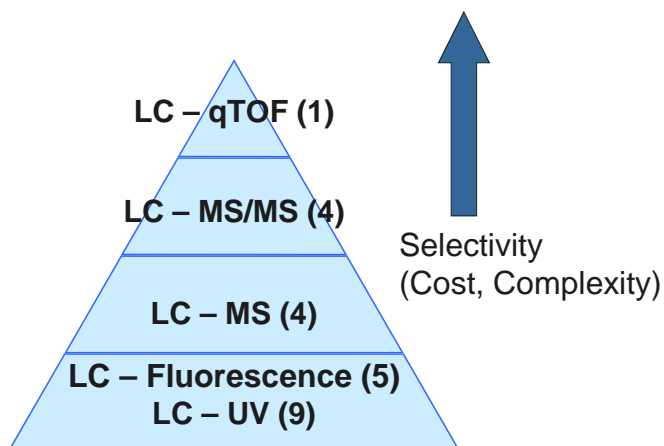 LC – qTOF (1)
LC – MS/MS (4)
Selectivity
(Cost, Complexity)
LC – MS (4)
LC – Fluorescence (5)
LC – UV (9)